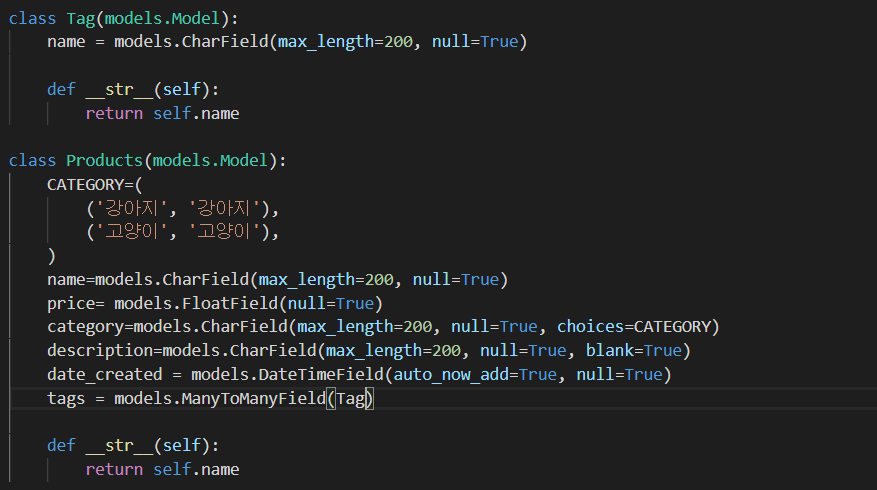 class Tag(models.Model):
    name = models.CharField(max_length=200, null=True)
    def __str__(self):
        return self.name
class Products(models.Model):
    CATEGORY=(
        ('강아지', '강아지'),
        ('고양이', '고양이'),
    )
    name=models.CharField(max_length=200, null=True)
    price= models.FloatField(null=True)
    category=models.CharField(max_length=200, null=True, choices=CATEGORY)
    description=models.CharField(max_length=200, null=True, blank=True)
    date_created = models.DateTimeField(auto_now_add=True, null=True)
    tags = models.ManyToManyField(Tag)
    def __str__(self):
        return self.name